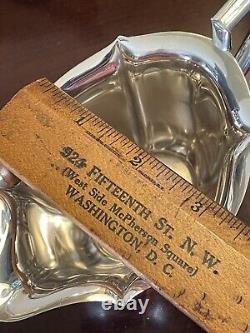 1 2 3
924 FIFTEENTH ST. N. W.
(West Side McPherson Square)
WASHINGTON, D. C.